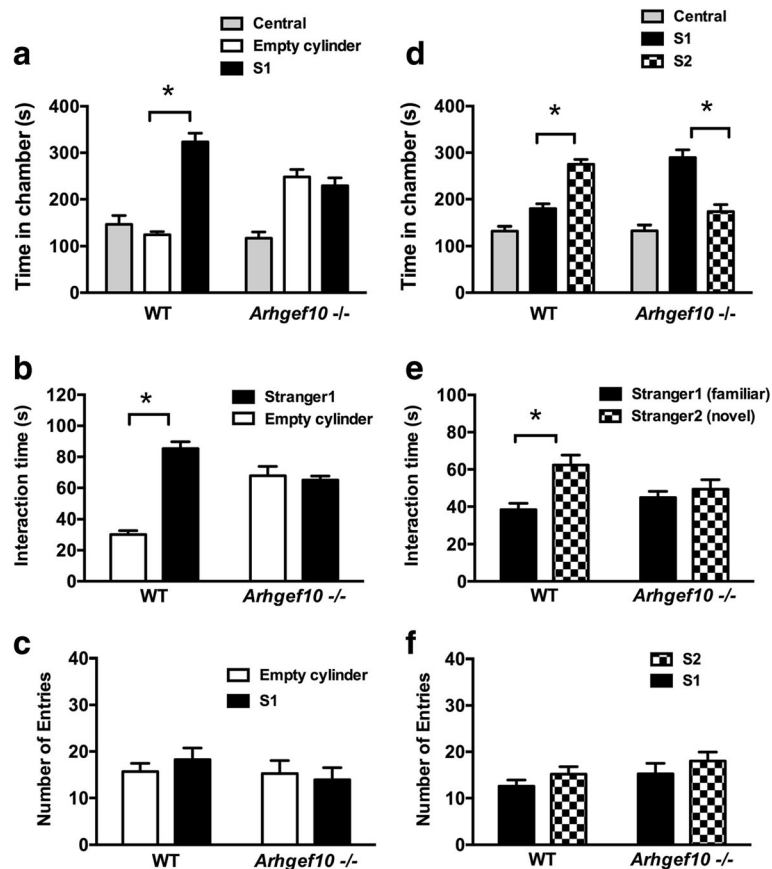 a
Central
Empty cylinder
S1
Time in chamber (s)
400
300
200
100
0
*
WT
Arhgef10 -/-
d
Central
S1
S2
Time in chamber (s)
400
300
200
100
0
*
*
WT
Arhgef10 -/-
b
Stranger1
Empty cylinder
Interaction time (s)
120
100
80
60
40
20
0
*
WT
Arhgef10 -/-
e
Stranger1 (familiar)
Stranger2 (novel)
Interaction time (s)
100
80
60
40
20
0
*
WT
Arhgef10 -/-
c
Empty cylinder
S1
Number of Entries
40
30
20
10
0
WT
Arhgef10 -/-
f
S2
S1
Number of Entries
40
30
20
10
0
WT
Arhgef10 -/-